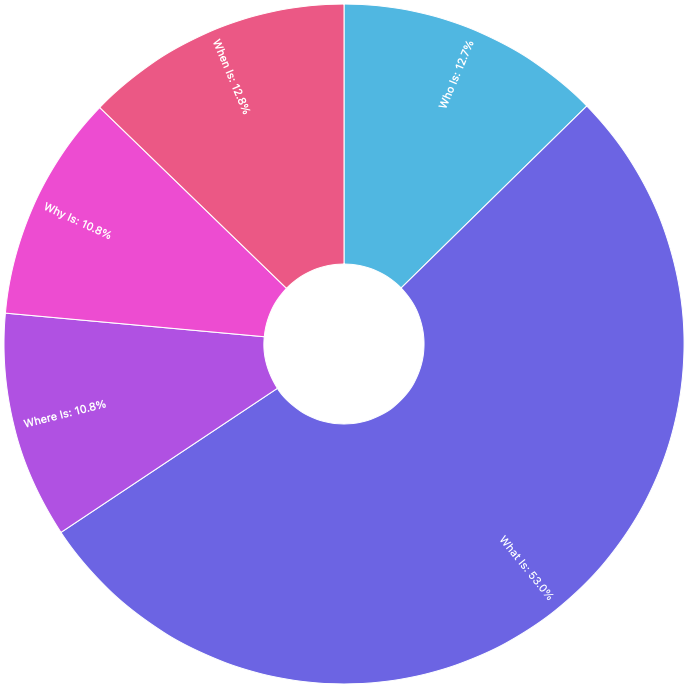 When Is: 12.8%
Who Is: 12.7%
Why Is: 10.8%
Where Is: 10.8%
What Is: 53.0%